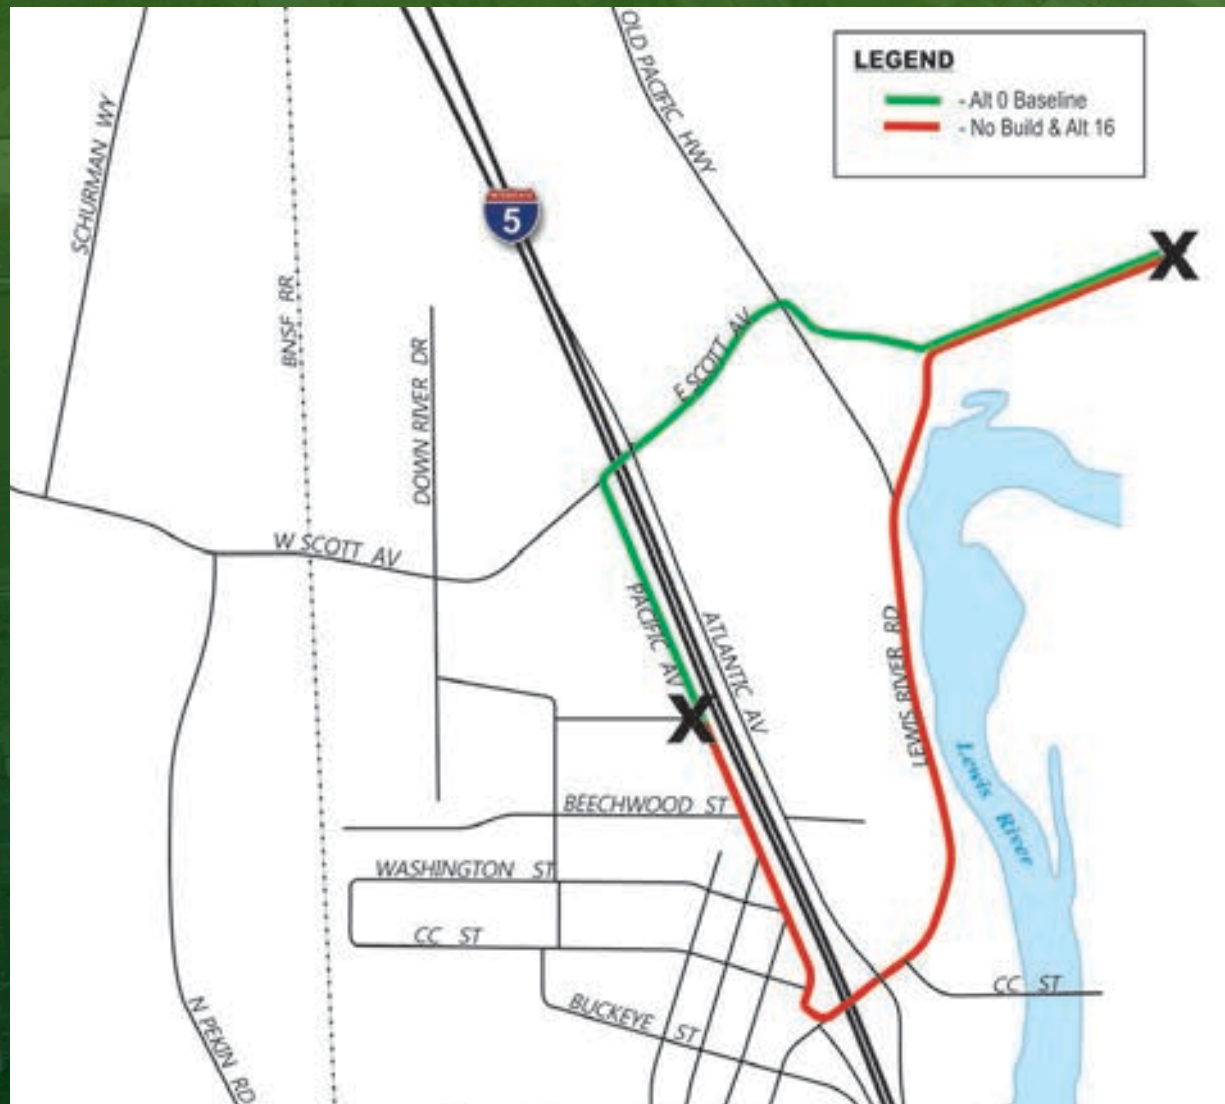 LEGEND
- Alt 0 Baseline
- No Build & Alt 16
OLD PACIFIC HWY
SCHURMAN WY
5
BNSF RR
DOWN RIVER DR
E SCOTT AV
W SCOTT AV
PACIFIC AV
ATLANTIC AV
LEWIS RIVER RD
X
X
Lewis River
BEECHWOOD ST
WASHINGTON ST
CC ST
CC ST
BUCKEYE ST
N PEKIN RD